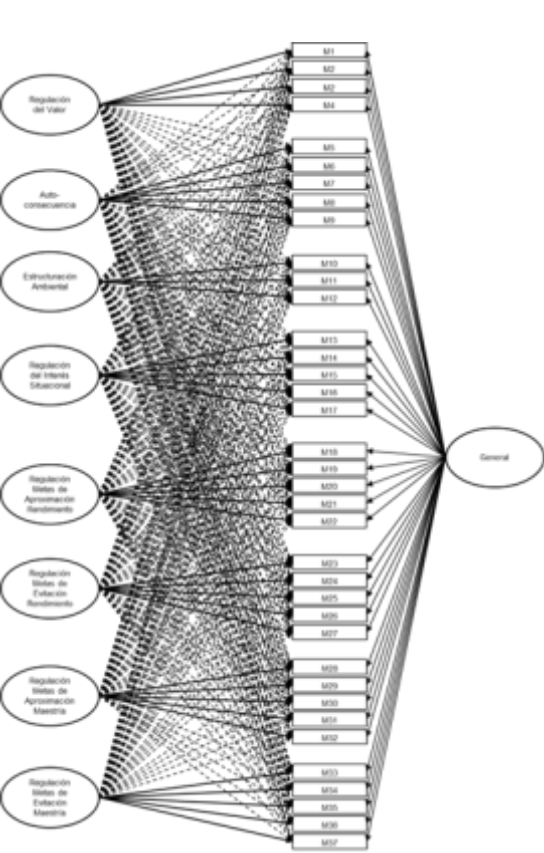 Regulación
del Valor
Auto-
consecuencia
Estructuración
Ambiental
Regulación
del Interés
Situacional
Regulación
Metas de
Aproximación
Rendimiento
Regulación
Metas de
Evitación
Rendimiento
Regulación
Metas de
Aproximación
Maestría
Regulación
Metas de
Evitación
Maestría
M1
M2
M2
M4
M5
M6
M7
M8
M9
M10
M11
M12
M13
M14
M15
M16
M17
M18
M19
M20
M21
M22
M23
M24
M25
M26
M27
M28
M29
M30
M31
M32
M33
M34
M35
M36
M37
General